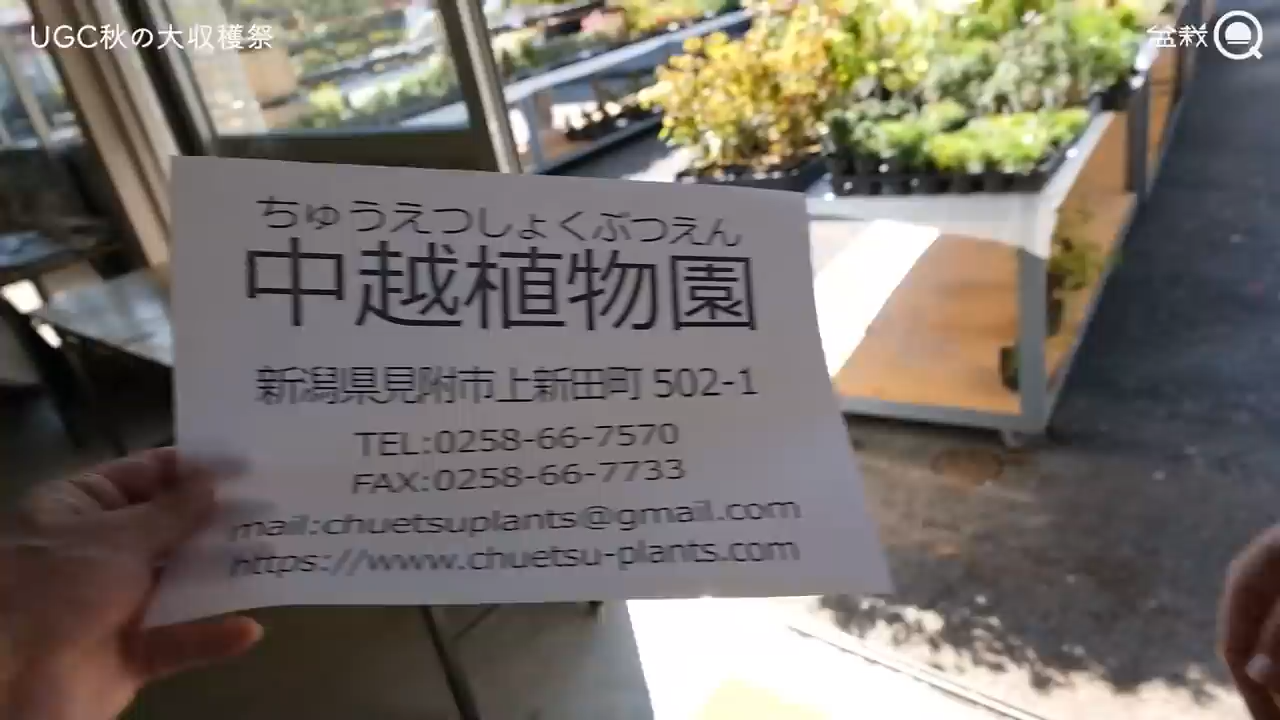 UGC秋の大収穫祭
盆栽Q
ちゅうえつしょくぶつえん
中越植物園
新潟県見附市上新田町 502-1
TEL:0258-66-7570
FAX:0258-66-7733
mail:chuetsuplants@gmail.com
https://www.chuetsu-plants.com